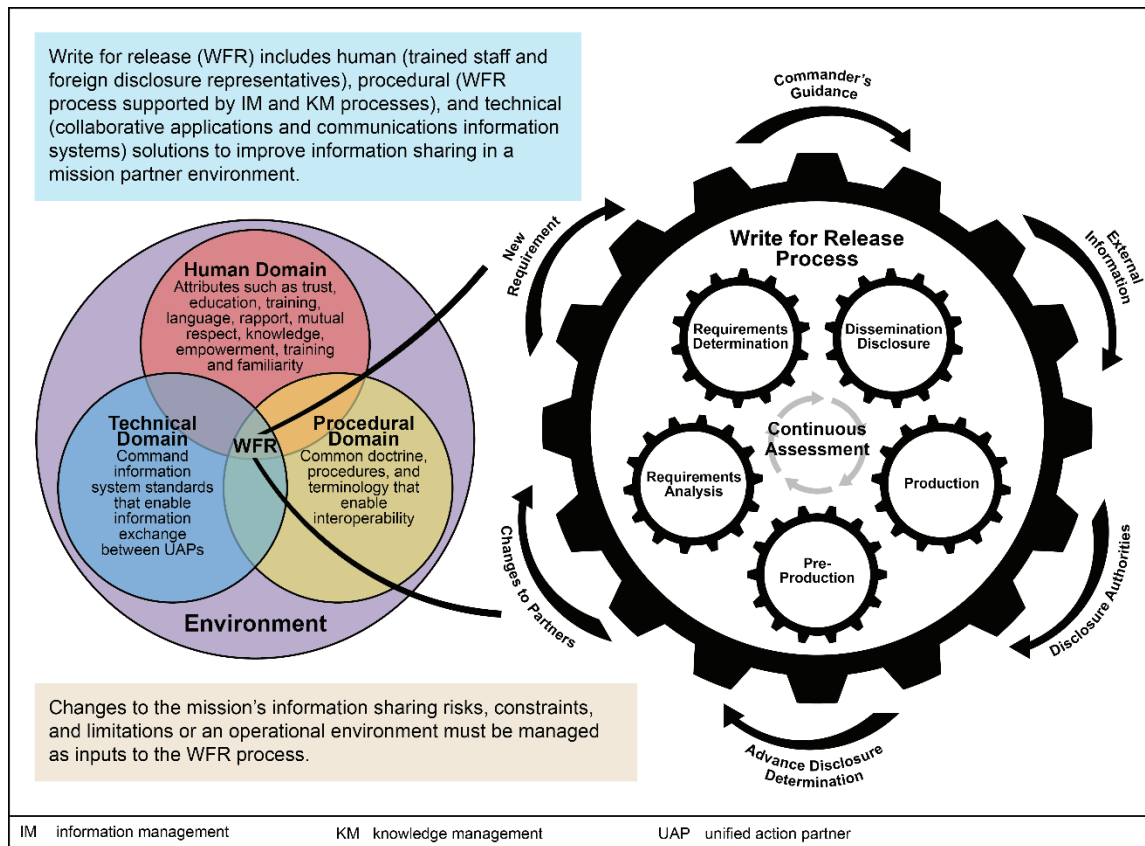 Write for release (WFR) includes human (trained staff and
foreign disclosure representatives), procedural (WFR
process supported by IM and KM processes), and technical
(collaborative applications and communications information
systems) solutions to improve information sharing in a
mission partner environment.
Human Domain
Attributes such as trust,
education, training,
language, rapport, mutual
respect, knowledge,
empowerment, training
and familiarity
Technical
Domain
Command
information
system standards
that enable
information
exchange
between UAPs
WFR
Procedural
Domain
Common doctrine,
procedures, and
terminology that
enable
interoperability
Environment
Changes to the mission's information sharing risks, constraints,
and limitations or an operational environment must be managed
as inputs to the WFR process.
Commander's
Guidance
External
Information
Disclosure Authorities
Advance Disclosure
Determination
Changes to Partners
New
Requirement
Write for Release
Process
Requirements
Determination
Dissemination
Disclosure
Continuous
Assessment
Requirements
Analysis
Production
Pre-
Production
IM information management
KM knowledge management
UAP unified action partner